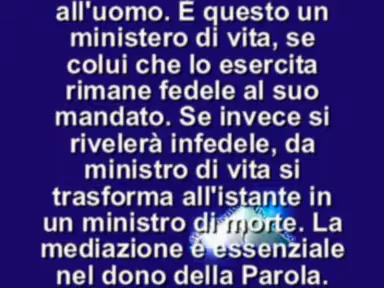 all'uomo. È questo un
ministero di vita, se
colui che lo esercita
rimane fedele al suo
mandato. Se invece si
rivelerà infedele, da
ministro di vita si
trasforma all'istante in
un ministro di morte. La
mediazione è essenziale
nel dono della Parola.